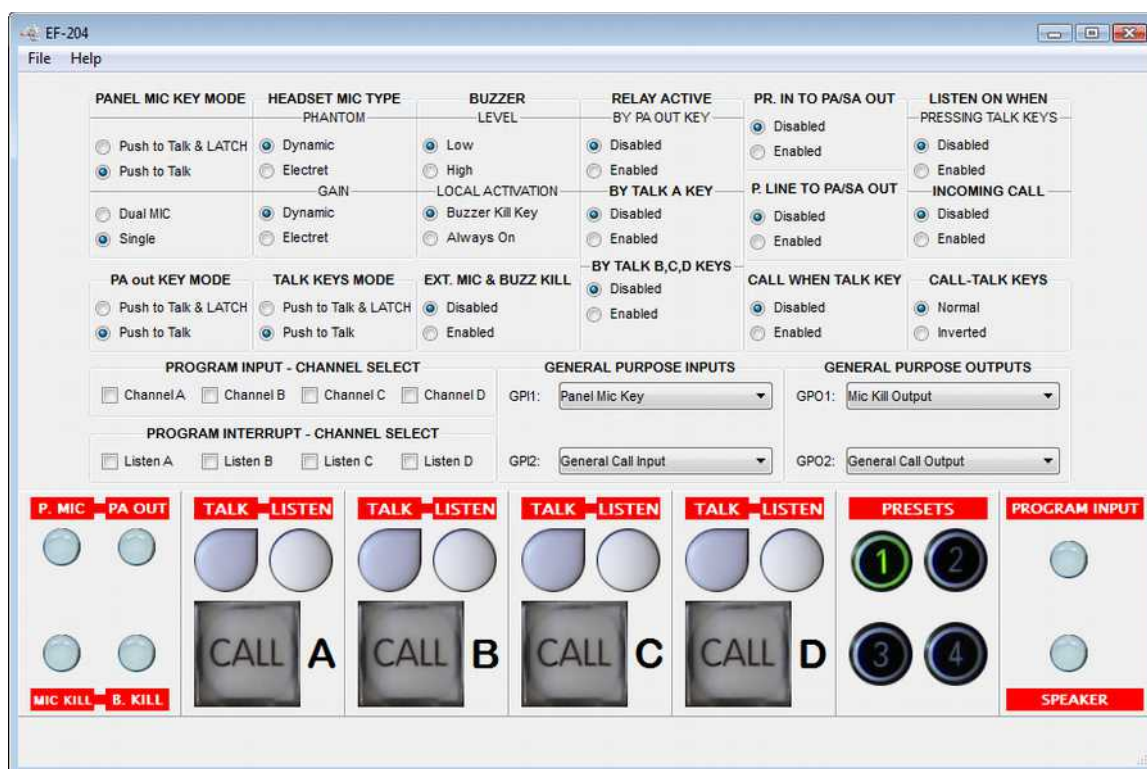 EF-204
File Help
PANEL MIC KEY MODE HEADSET MIC TYPE BUZZER RELAY ACTIVE PR. IN TO PA/SA OUT LISTEN ON WHEN
PHANTOM LEVEL BY PA OUT KEY PRESSING TALK KEYS
Push to Talk & LATCH Dynamic Low Disabled Disabled Disabled
Push to Talk Electret High Enabled Enabled Enabled
GAIN LOCAL ACTIVATION BY TALK A KEY P. LINE TO PA/SA OUT INCOMING CALL
Dual MIC Dynamic Buzzer Kill Key Disabled Disabled Disabled
Single Electret Always On Enabled Enabled Enabled
BY TALK B,C,D KEYS
PA out KEY MODE TALK KEYS MODE EXT. MIC & BUZZ KILL Disabled CALL WHEN TALK KEY CALL-TALK KEYS
Push to Talk & LATCH Push to Talk & LATCH Disabled Enabled Disabled Normal
Push to Talk Push to Talk Enabled Enabled Inverted
PROGRAM INPUT - CHANNEL SELECT GENERAL PURPOSE INPUTS GENERAL PURPOSE OUTPUTS
Channel A Channel B Channel C Channel D GPI1: Panel Mic Key GPO1: Mic Kill Output
PROGRAM INTERRUPT - CHANNEL SELECT
Listen A Listen B Listen C Listen D GPI2: General Call Input GPO2: General Call Output
P. MIC PA OUT TALK LISTEN TALK LISTEN TALK LISTEN TALK LISTEN PRESETS PROGRAM INPUT
1 2
CALL A CALL B CALL C CALL D 3 4
MIC KILL B. KILL SPEAKER